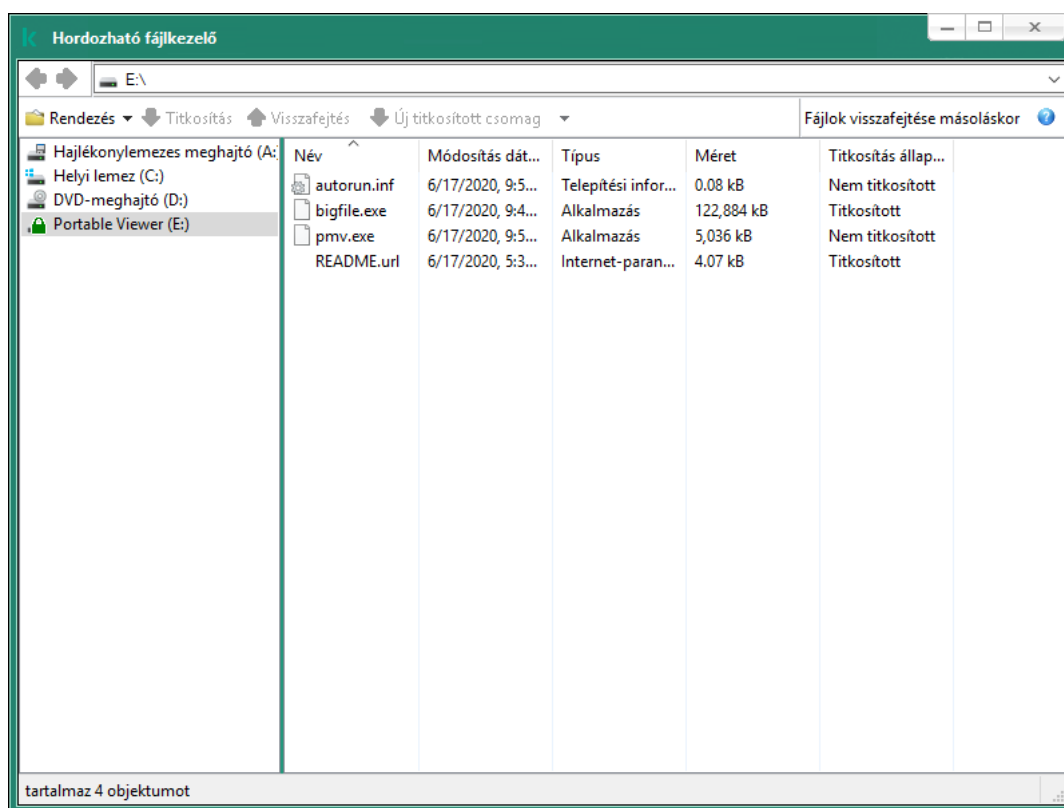 Hordozható fájlkezelő
E:\
Rendezés Titkosítás Visszafejtés Új titkosított csomag Fájlok visszafejtése másoláskor
Hajlékonylemezes meghajtó (A:
Helyi lemez (C:)
DVD-meghajtó (D:)
Portable Viewer (E:)
Név Módosítás dát... Típus Méret Titkosítás állap...
autorun.inf 6/17/2020, 9:5... Telepítési infor... 0.08 kB Nem titkosított
bigfile.exe 6/17/2020, 9:4... Alkalmazás 122,884 kB Titkosított
pmv.exe 6/17/2020, 9:5... Alkalmazás 5,036 kB Nem titkosított
README.url 6/17/2020, 5:3... Internet-paran... 4.07 kB Titkosított
tartalmaz 4 objektumot